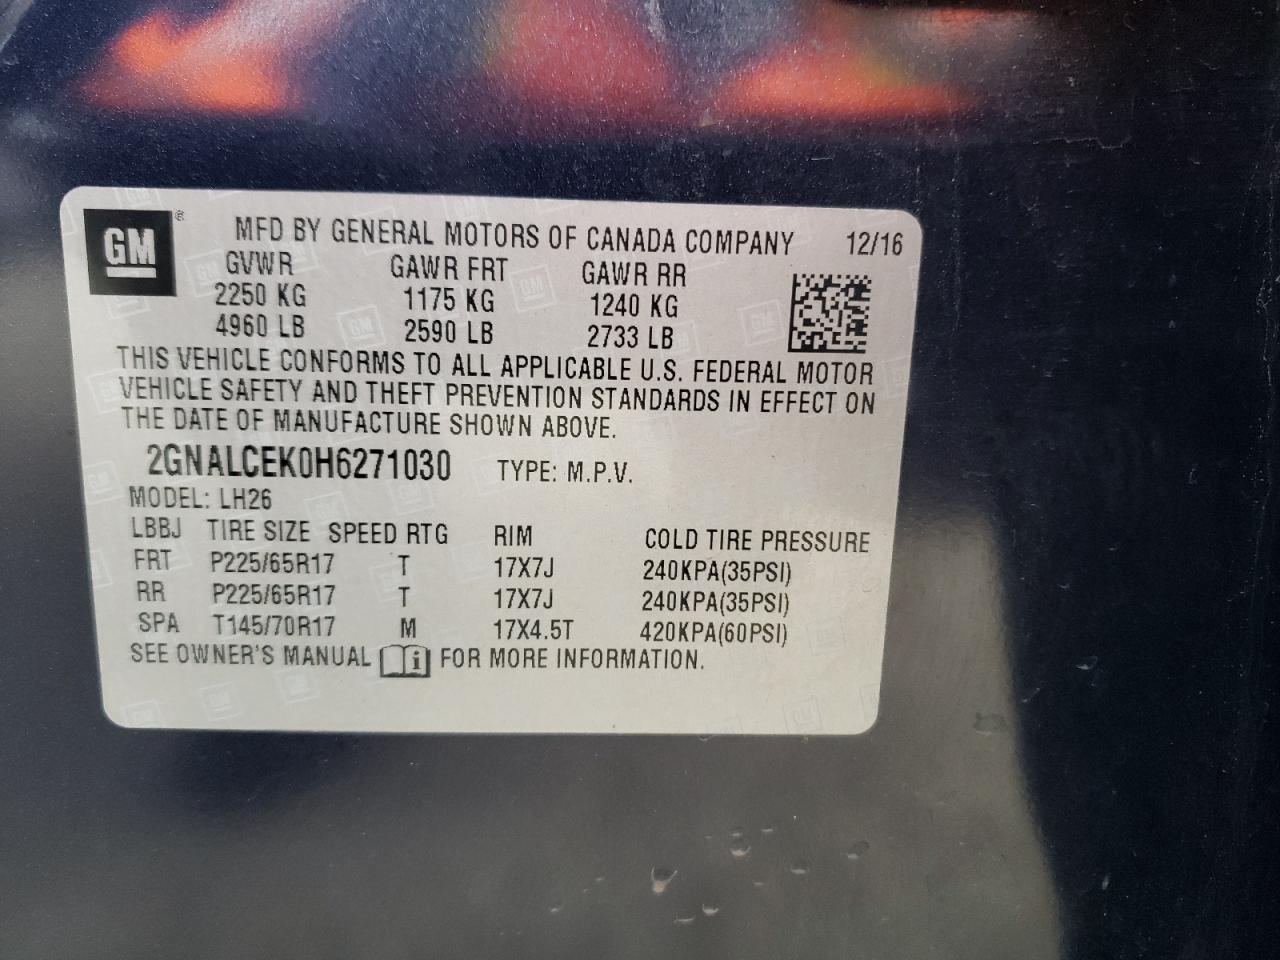 GM ® MFD BY GENERAL MOTORS OF CANADA COMPANY 12/16
GVWR GAWR FRT GAWR RR
2250 KG 1175 KG 1240 KG
4960 LB 2590 LB 2733 LB
THIS VEHICLE CONFORMS TO ALL APPLICABLE U.S. FEDERAL MOTOR
VEHICLE SAFETY AND THEFT PREVENTION STANDARDS IN EFFECT ON
THE DATE OF MANUFACTURE SHOWN ABOVE.
2GNALCEK0H6271030 TYPE: M.P.V.
MODEL: LH26
LBBJ TIRE SIZE SPEED RTG RIM COLD TIRE PRESSURE
FRT P225/65R17 T 17X7J 240KPA(35PSI)
RR P225/65R17 T 17X7J 240KPA(35PSI)
SPA T145/70R17 M 17X4.5T 420KPA(60PSI)
SEE OWNER'S MANUAL i FOR MORE INFORMATION.